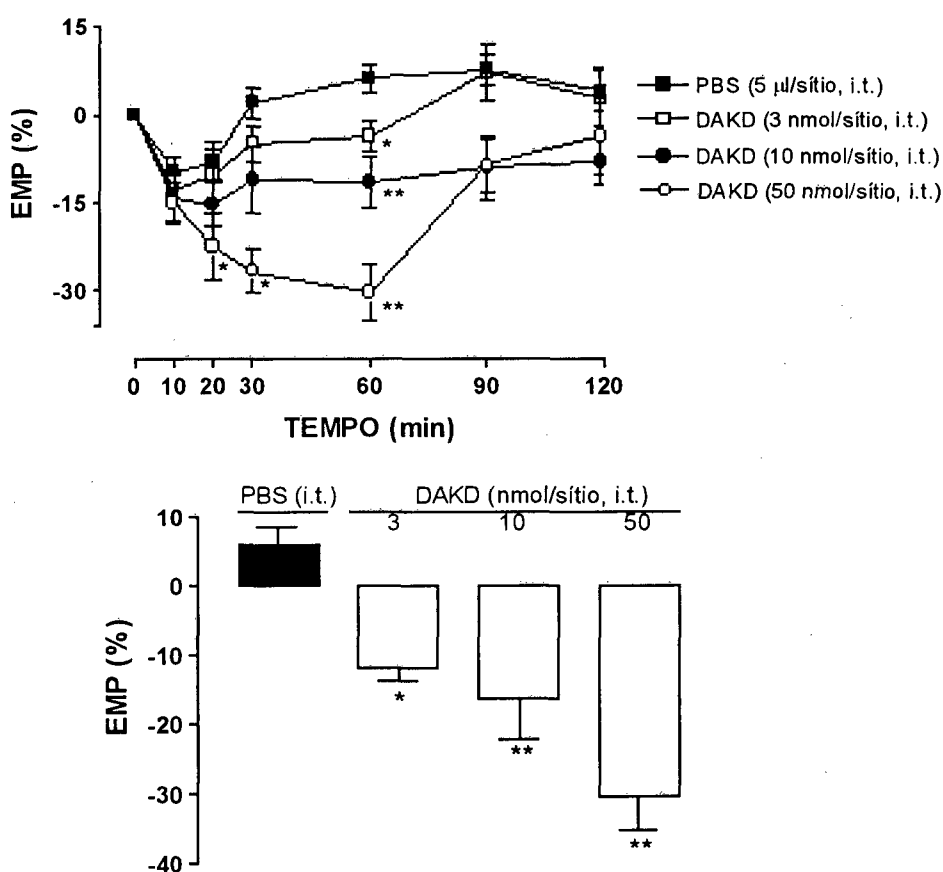 15
0
-15
-30
EMP (%)
PBS (5 µl/sítio, i.t.)
DAKD (3 nmol/sítio, i.t.)
DAKD (10 nmol/sítio, i.t.)
DAKD (50 nmol/sítio, i.t.)
*
**
* * **
0 10 20 30 60 90 120
TEMPO (min)
PBS (i.t.) DAKD (nmol/sítio, i.t.)
3 10 50
10
0
-10
-20
-30
-40
EMP (%)
*
**
**